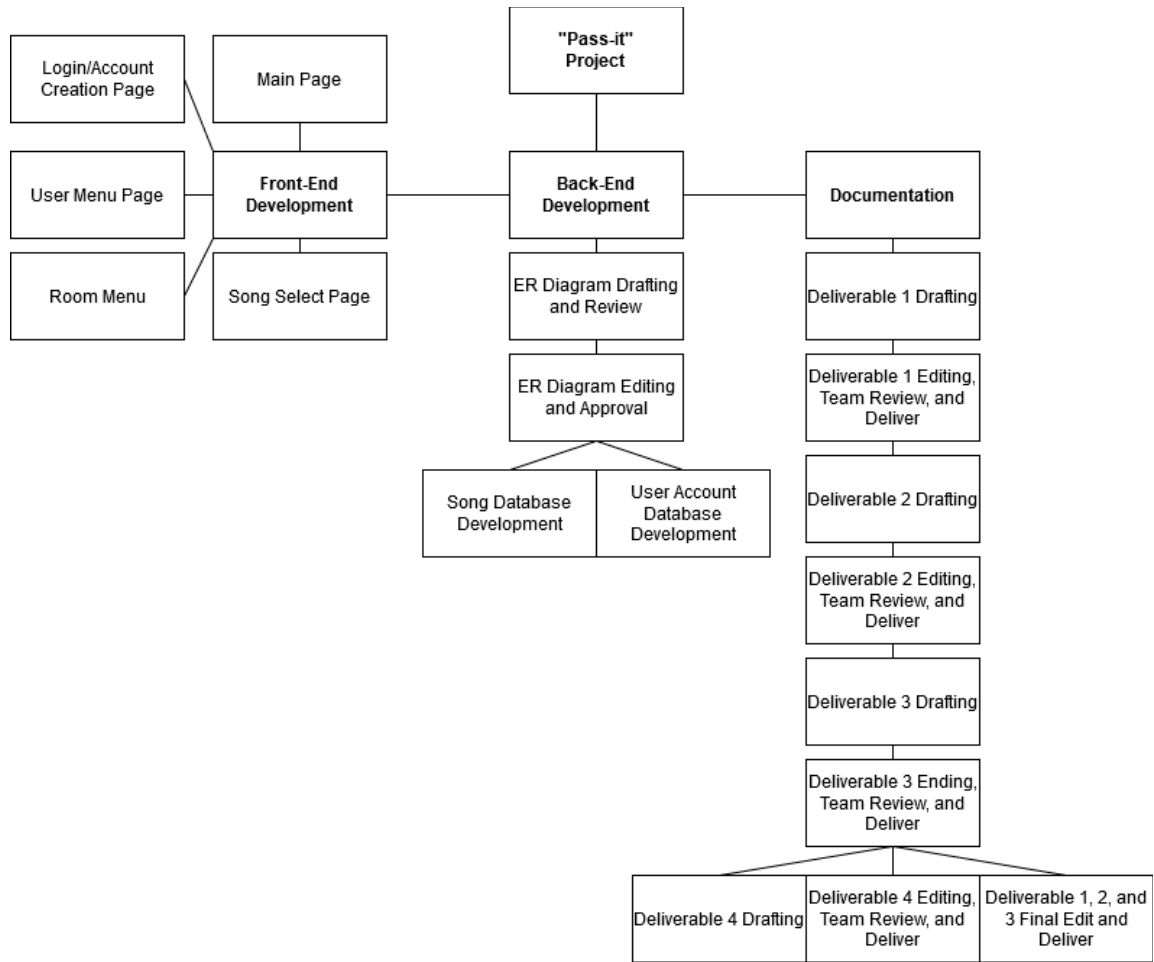 "Pass-it"
Project
Login/Account
Creation Page
Main Page
User Menu Page
Front-End
Development
Back-End
Development
Documentation
Room Menu
Song Select Page
ER Diagram Drafting
and Review
Deliverable 1 Drafting
ER Diagram Editing
and Approval
Deliverable 1 Editing,
Team Review, and
Deliver
Song Database
Development
User Account
Database
Development
Deliverable 2 Drafting
Deliverable 2 Editing,
Team Review, and
Deliver
Deliverable 3 Drafting
Deliverable 3 Ending,
Team Review, and
Deliver
Deliverable 4 Drafting
Deliverable 4 Editing,
Team Review, and
Deliver
Deliverable 1, 2, and
3 Final Edit and
Deliver